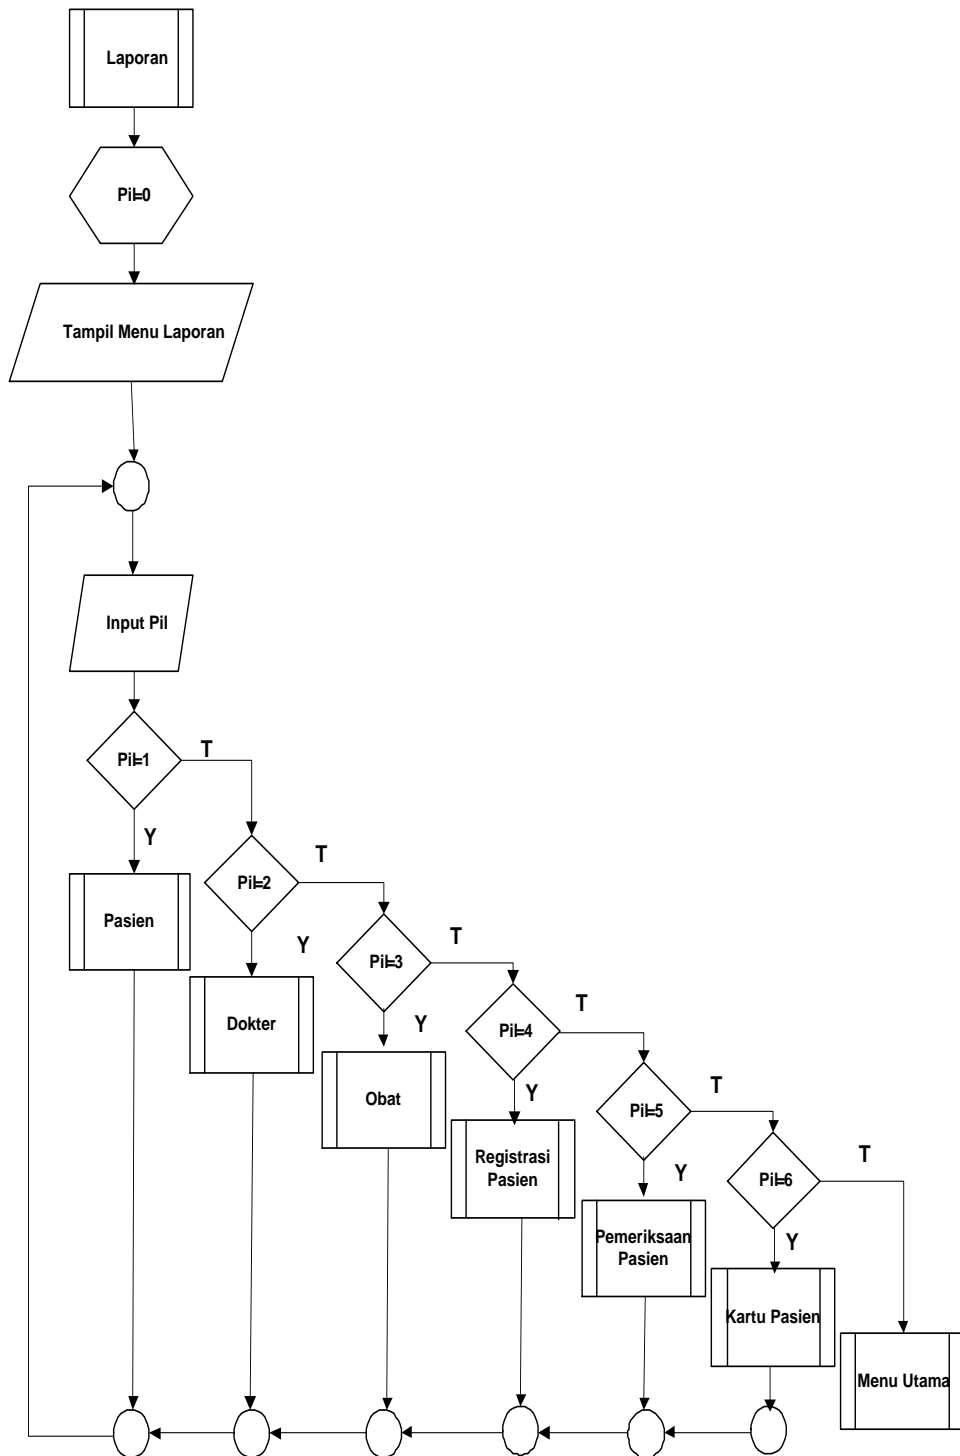 Laporan
Pil=0
Tampil Menu Laporan
Input Pil
Pil=1
T
Y
Pasien
Pil=2
T
Y
Dokter
Pil=3
T
Y
Obat
Pil=4
T
Y
Registrasi
Pasien
Pil=5
T
Y
Pemeriksaan
Pasien
Pil=6
T
Y
Kartu Pasien
Menu Utama